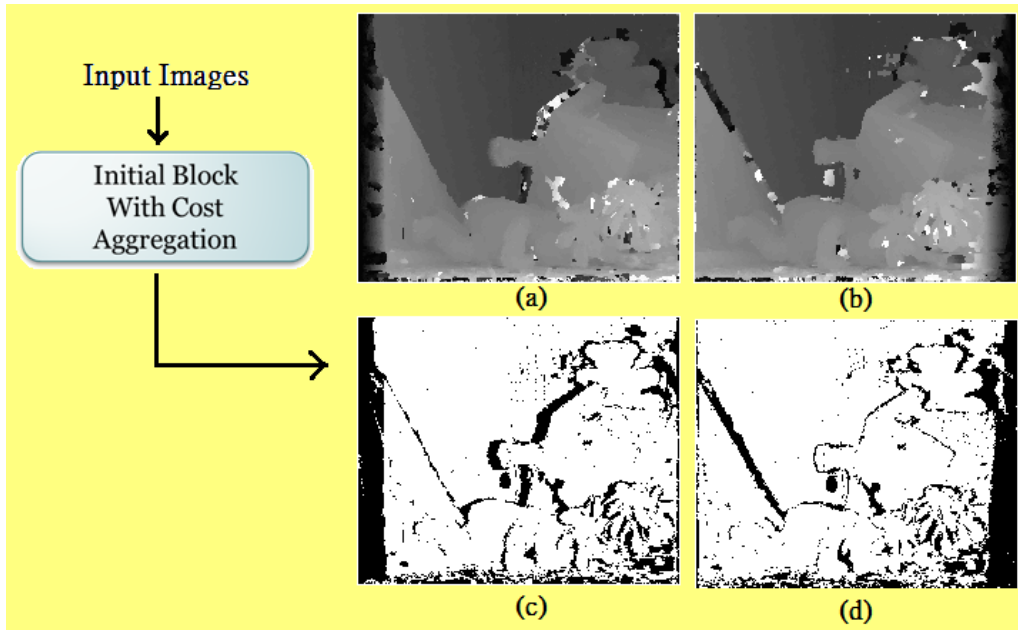 Input Images
Initial Block
With Cost
Aggregation
(a)
(b)
(c)
(d)